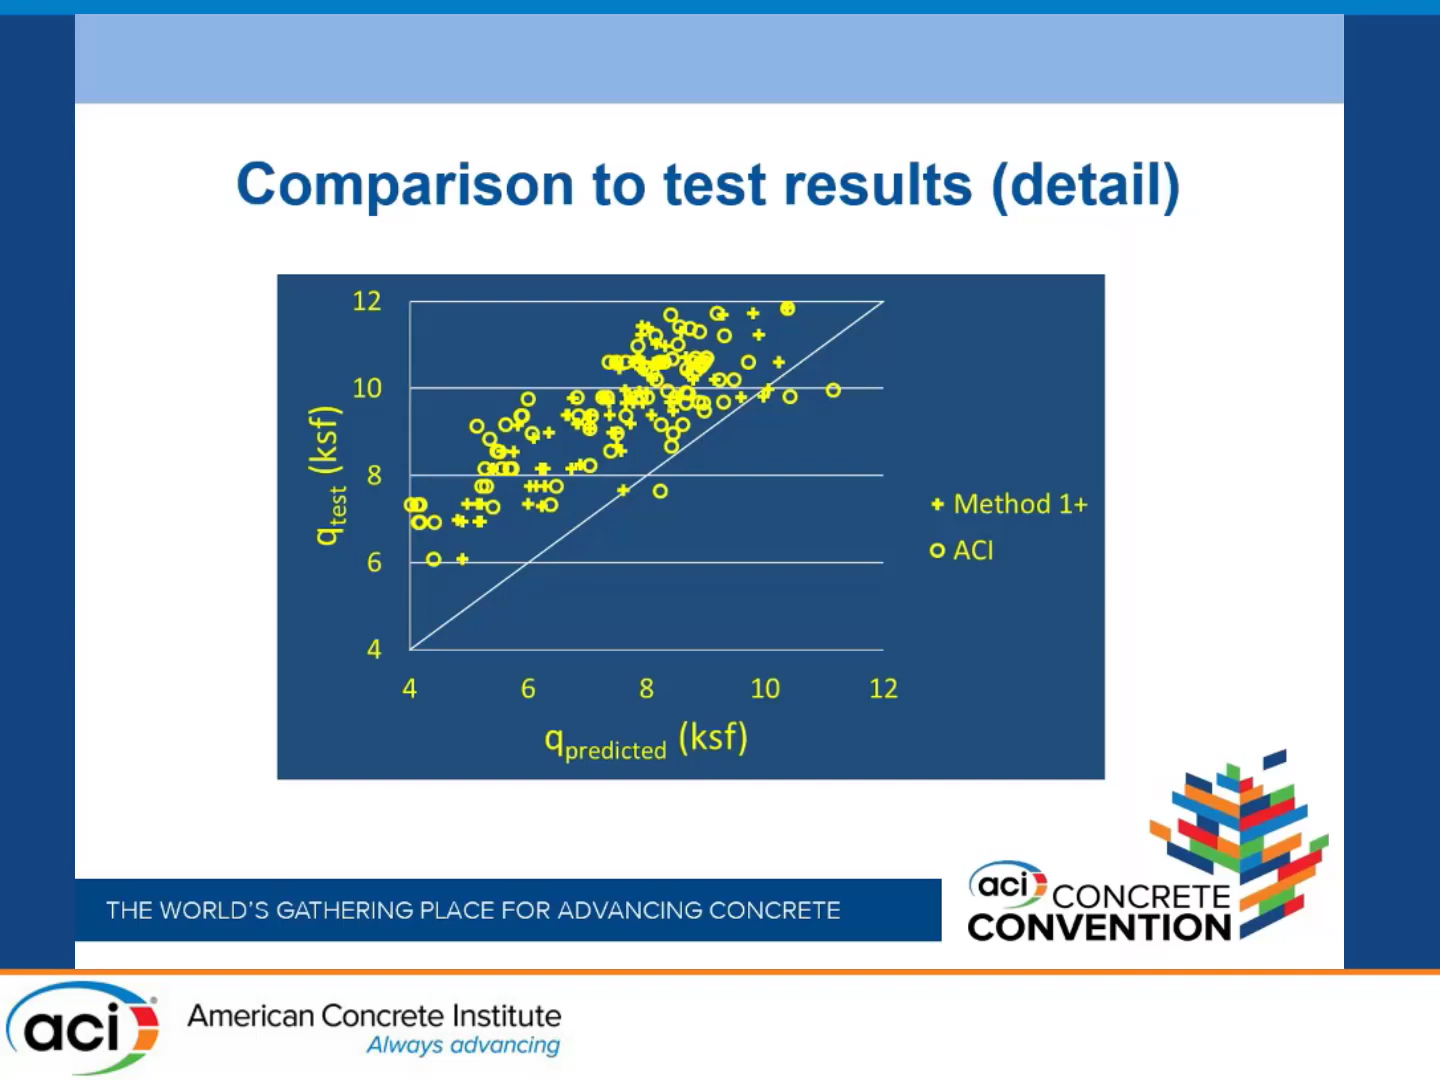 Comparison to test results (detail)
12
10
8
6
4
qtest (ksf)
4 6 8 10 12
qpredicted (ksf)
Method 1+
ACI
THE WORLD'S GATHERING PLACE FOR ADVANCING CONCRETE
aci CONCRETE
CONVENTION
aci
American Concrete Institute
Always advancing